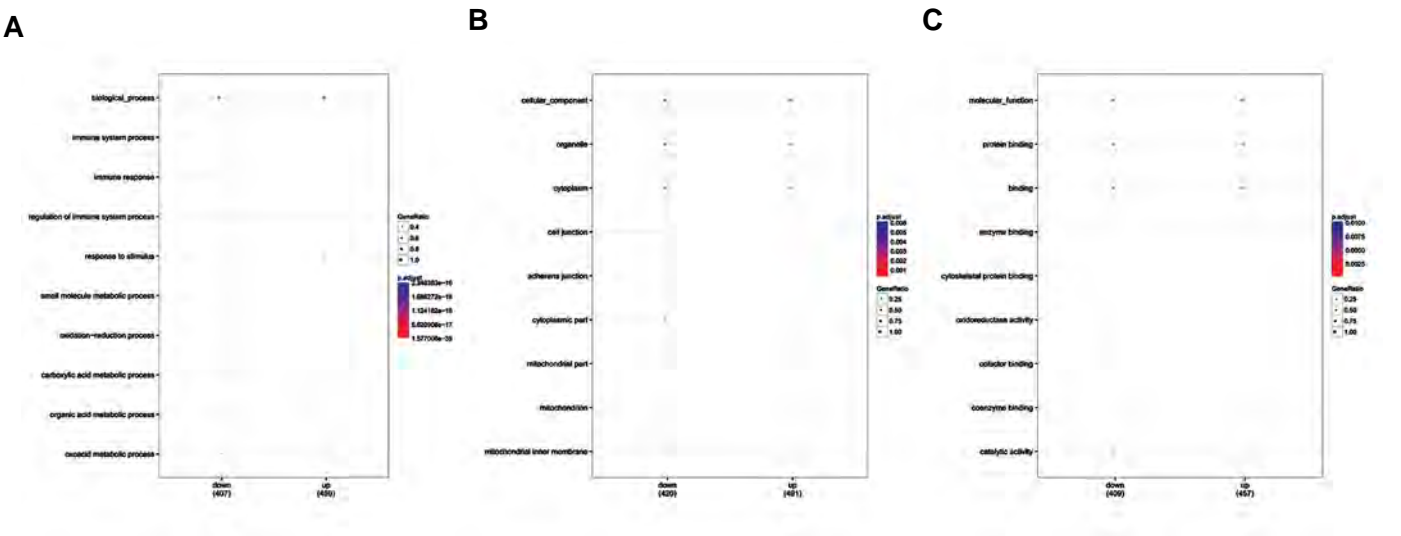 A
B
C
biological_process
immune system process
immune response
regulation of immune system process
response to stimulus
small molecule metabolic process
oxidation-reduction process
carboxylic acid metabolic process
organic acid metabolic process
oxoacid metabolic process
down
(407)
up
GeneRatio
0.4
0.6
0.8
1.0
p.adjust
cellular_component
organelle
cytoplasm
cell junction
adherens junction
cytoplasmic part
mitochondrial part
mitochondrion
mitochondrial inner membrane
down
(420)
up
(481)
p.adjust
0.006
0.005
0.004
0.003
0.002
0.001
GeneRatio
0.25
0.50
0.75
1.00
molecular_function
protein binding
binding
enzyme binding
cytoskeletal protein binding
oxidoreductase activity
cofactor binding
coenzyme binding
catalytic activity
down
(409)
up
(457)
p.adjust
0.0100
0.0075
0.0050
0.0025
GeneRatio
0.25
0.50
0.75
1.00